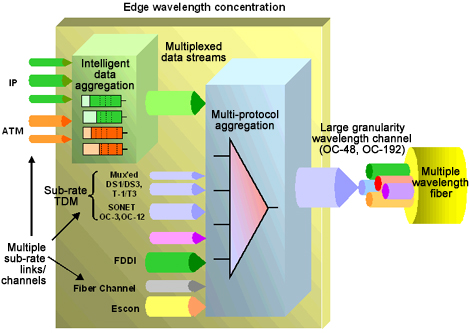 Edge wavelength concentration
Multiplexed
data streams
Intelligent
data
aggregation
IP
ATM
Multi-protocol
aggregation
Large granularity
wavelength channel
(OC-48, OC-192)
Multiple
wavelength
fiber
Sub-rate
TDM
Mux'ed
DS1/DS3,
T-1/T3
SONET
OC-3,OC-12
Multiple
sub-rate
links/
channels
FDDI
Fiber Channel
Escon